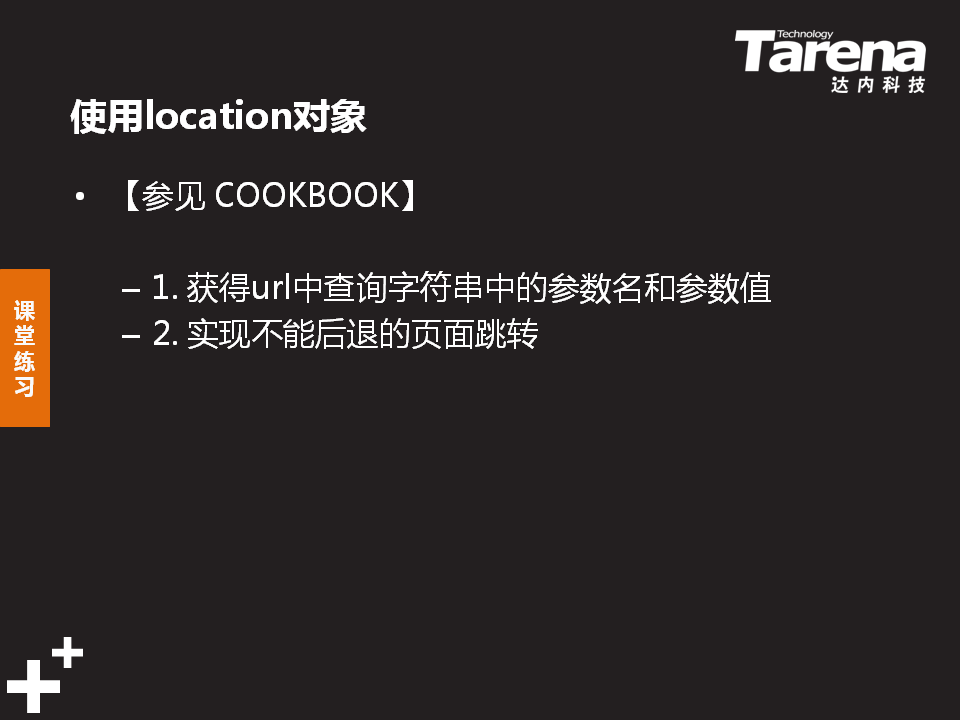 Technology
Tarena
达内科技
使用location对象
• 【参见 COOKBOOK】
– 1. 获得url中查询字符串中的参数名和参数值
– 2. 实现不能后退的页面跳转
课
堂
练
习